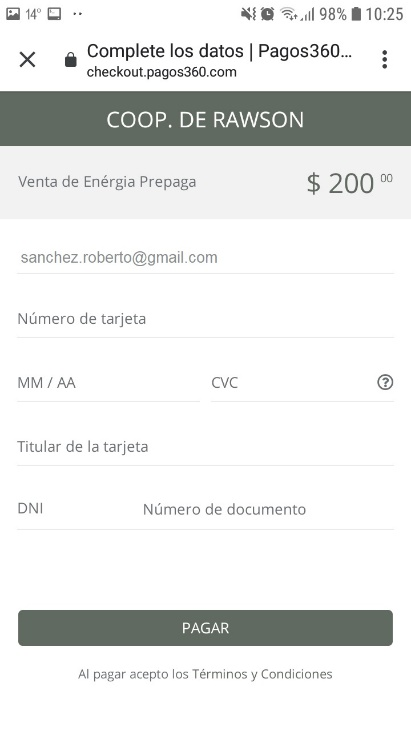 14° 98% 10:25
Complete los datos | Pagos360...
checkout.pagos360.com
COOP. DE RAWSON
Venta de Enérgia Prepaga $ 200 00
sanchez.roberto@gmail.com
Número de tarjeta
MM / AA CVC
Titular de la tarjeta
DNI Número de documento
PAGAR
Al pagar acepto los Términos y Condiciones